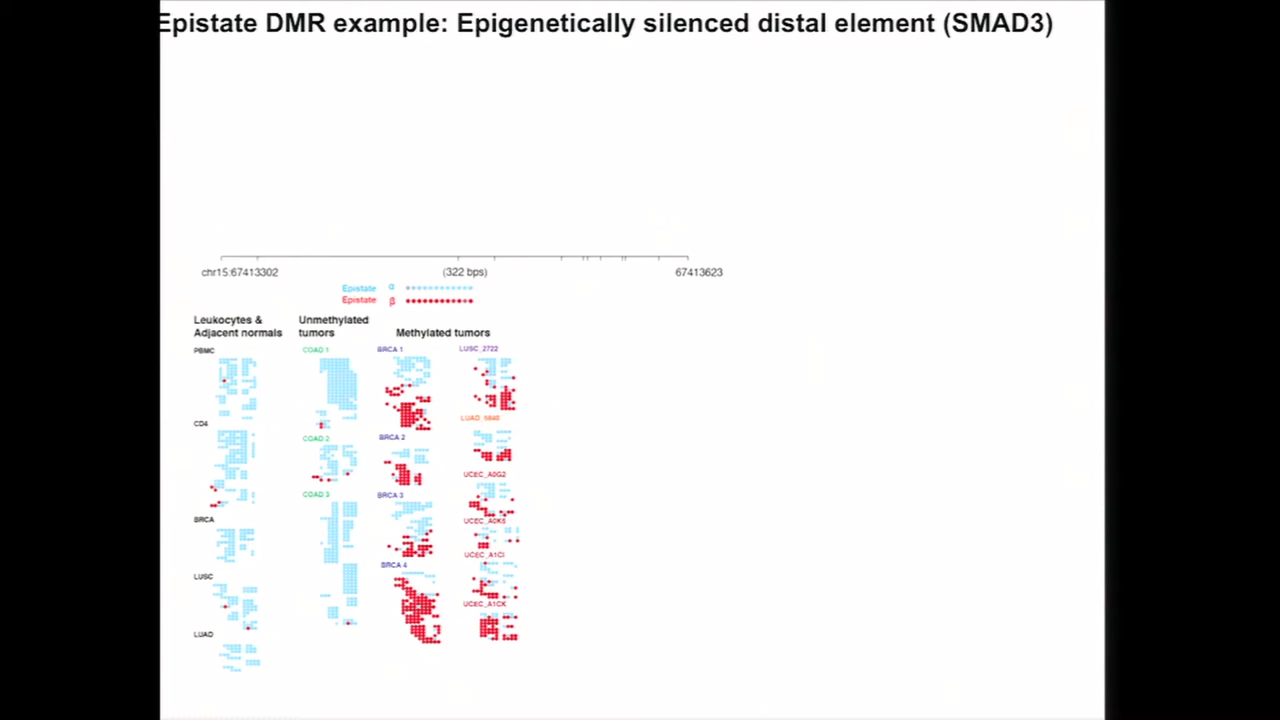 Epistate DMR example: Epigenetically silenced distal element (SMAD3)
chr15:67413302
(322 bps)
67413623
Epistate α
Epistate β
Leukocytes &
Adjacent normals
Unmethylated
tumors
Methylated tumors
PBMC
COAD 1
BRCA 1
LUSC_2722
CD4
COAD 2
BRCA 2
LUAD
UCEC_A0G2
BRCA
COAD 3
BRCA 3
UCEC_A0K6
LUSC
BRCA 4
UCEC_A1CI
UCEC_A1CK
LUAD